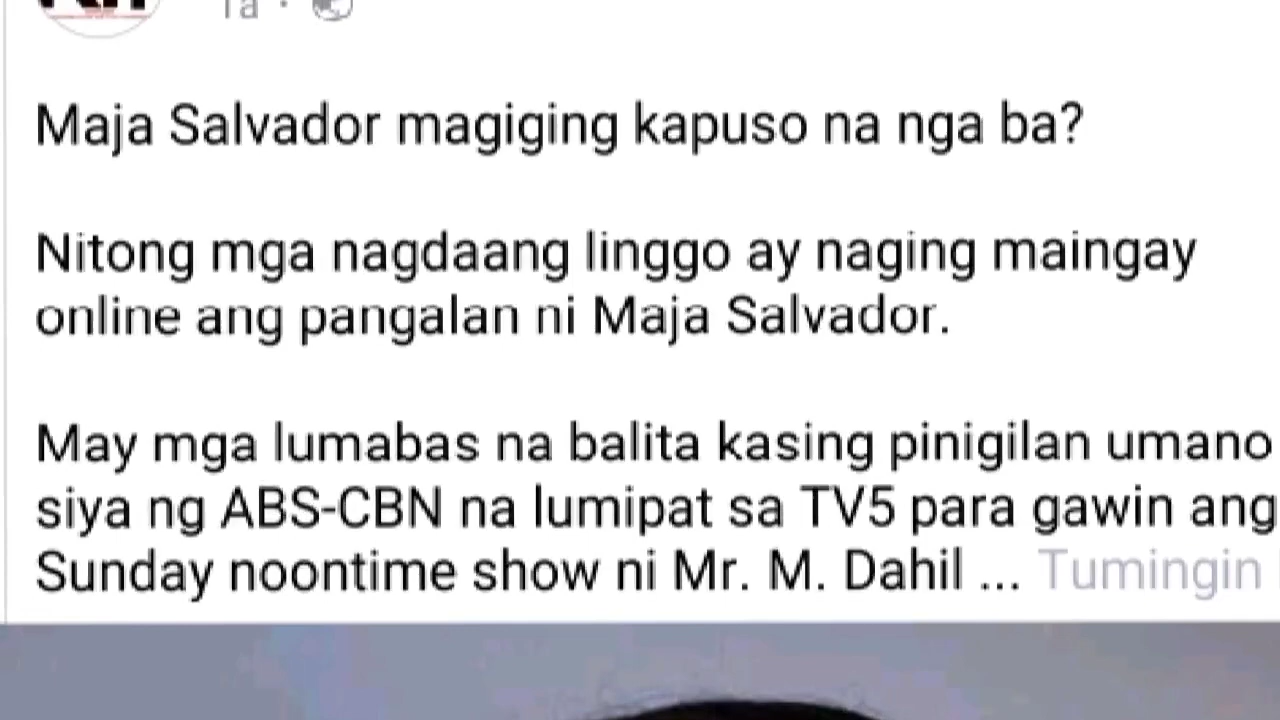 Maja Salvador magiging kapuso na nga ba?
Nitong mga nagdaang linggo ay naging maingay
online ang pangalan ni Maja Salvador.
May mga lumabas na balita kasing pinigilan umano
siya ng ABS-CBN na lumipat sa TV5 para gawin ang
Sunday noontime show ni Mr. M. Dahil ... Tumingin